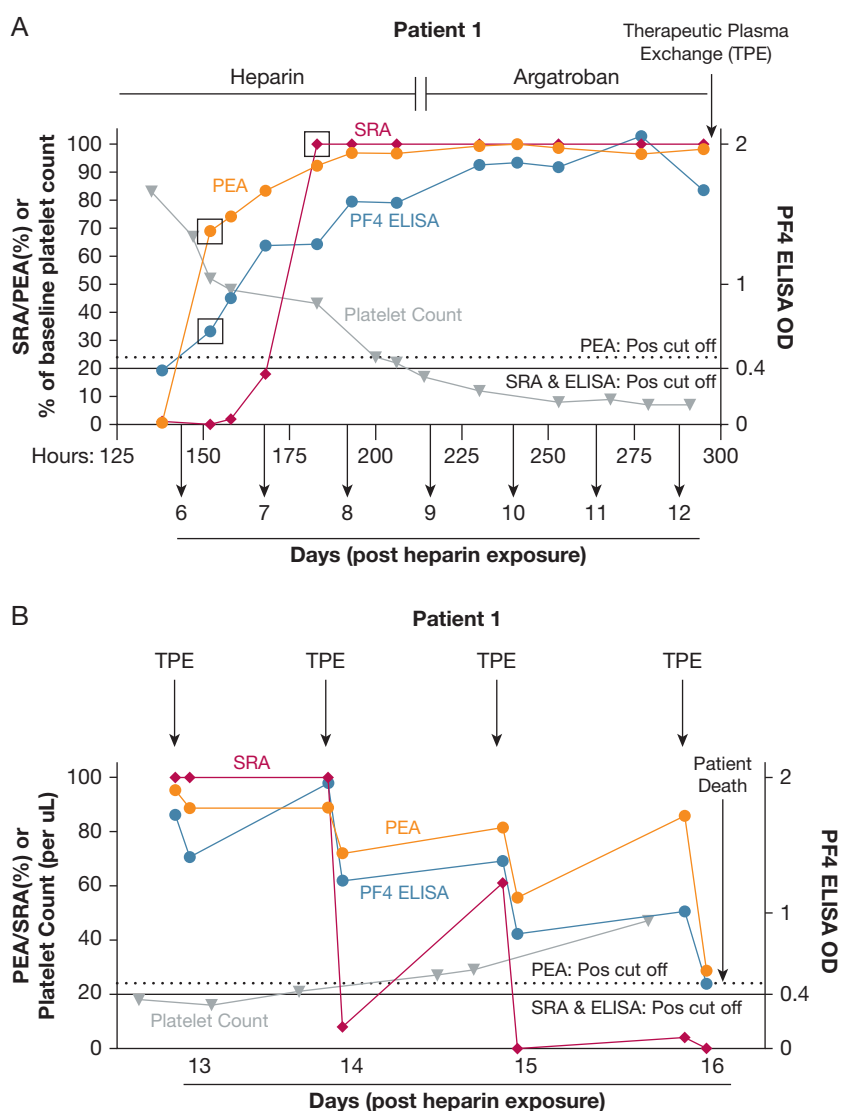 A
Patient 1
Therapeutic Plasma
Exchange (TPE)
Heparin
Argatroban
SRA/PEA(%) or
% of baseline platelet count
100
90
80
70
60
50
40
30
20
10
0
SRA
PEA
PF4 ELISA
Platelet Count
PEA: Pos cut off
SRA & ELISA: Pos cut off
2
1
0.4
0
PF4 ELISA OD
Hours: 125 150 175 200 225 250 275 300
6 7 8 9 10 11 12
Days (post heparin exposure)
B
Patient 1
TPE TPE TPE TPE
PEA/SRA(%) or
Platelet Count (per uL)
100
80
60
40
20
0
SRA
PEA
PF4 ELISA
Platelet Count
Patient
Death
PEA: Pos cut off
SRA & ELISA: Pos cut off
2
1
0.4
0
PF4 ELISA OD
13 14 15 16
Days (post heparin exposure)